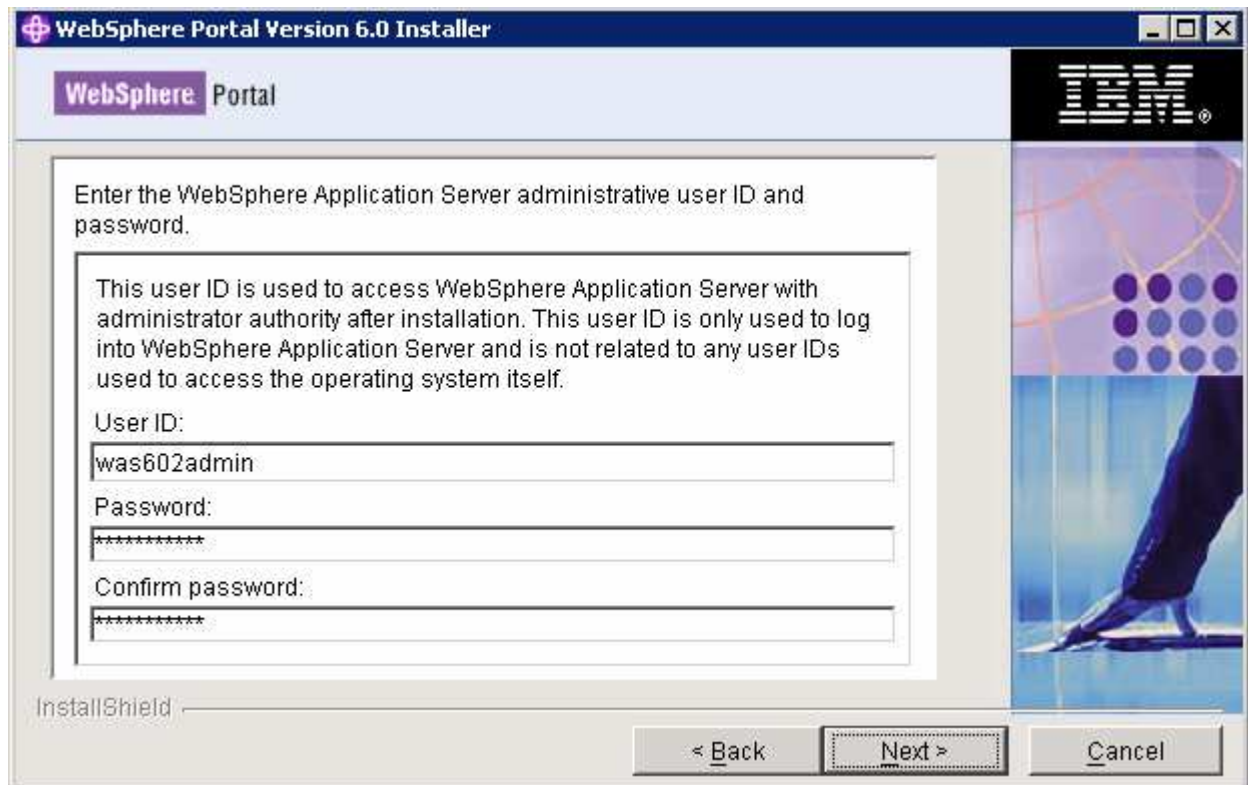 WebSphere Portal Version 6.0 Installer
WebSphere Portal
IBM®
Enter the WebSphere Application Server administrative user ID and
password.
This user ID is used to access WebSphere Application Server with
administrator authority after installation. This user ID is only used to log
into WebSphere Application Server and is not related to any user IDs
used to access the operating system itself.
User ID:
was602admin
Password:
***********
Confirm password:
***********
InstallShield
< Back
Next >
Cancel